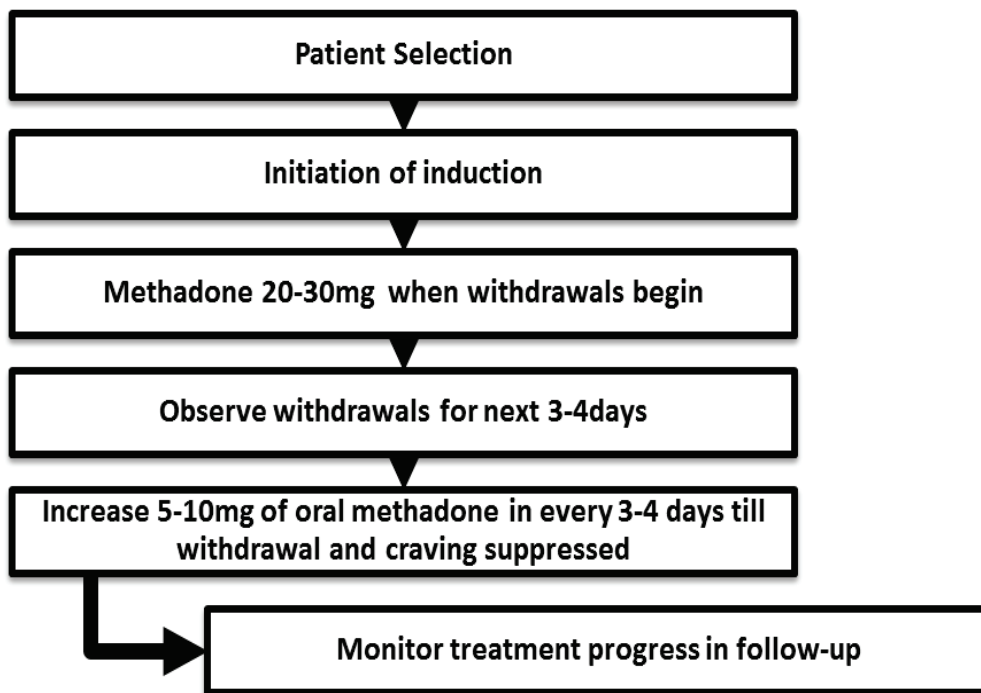 Patient Selection
Initiation of induction
Methadone 20-30mg when withdrawals begin
Observe withdrawals for next 3-4days
Increase 5-10mg of oral methadone in every 3-4 days till
withdrawal and craving suppressed
Monitor treatment progress in follow-up